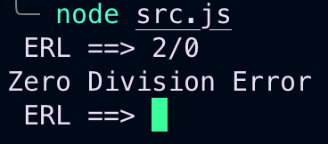 node src.js
ERL ==> 2/0
Zero Division Error
ERL ==>